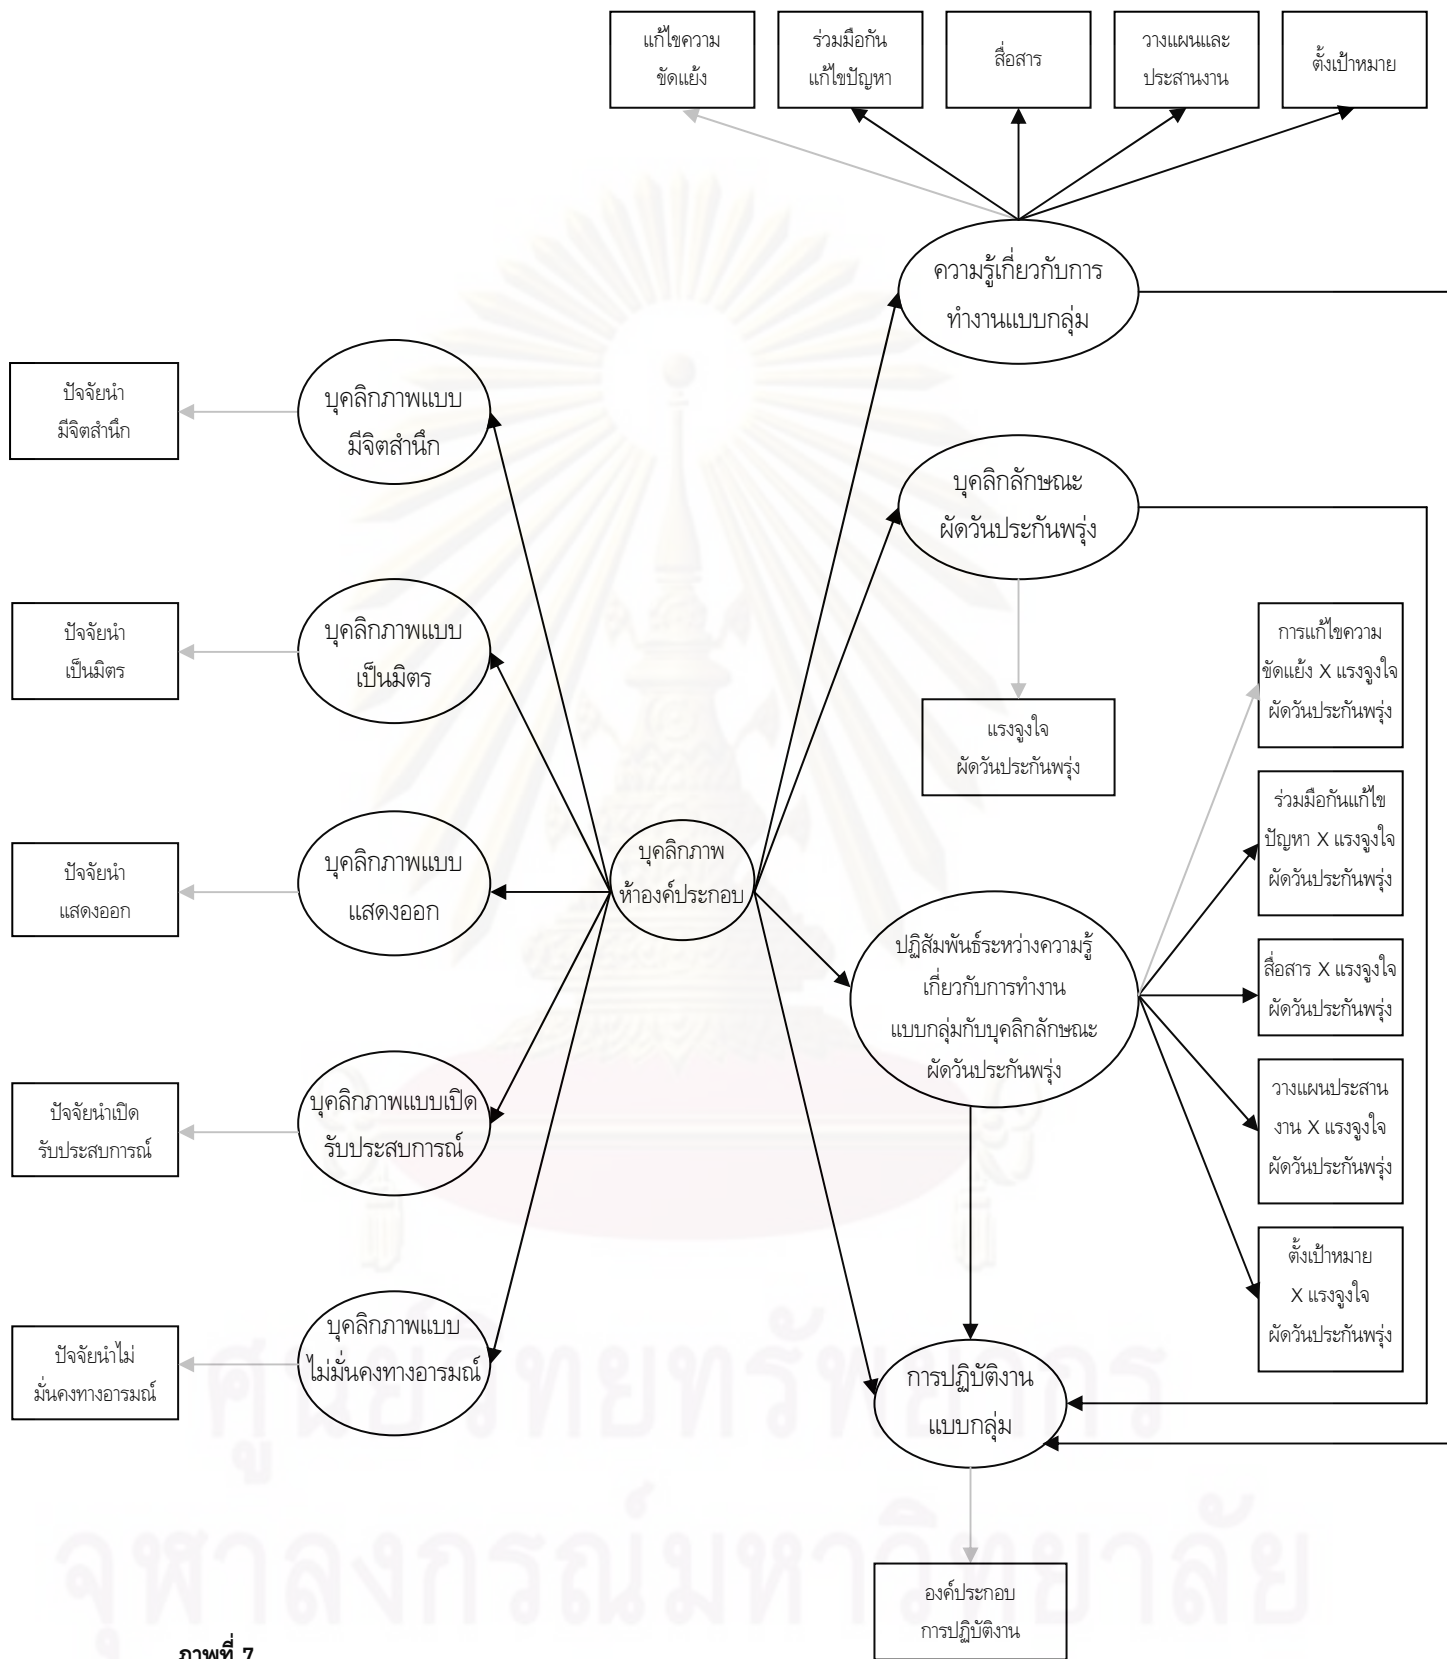 แก้ไขความ
ขัดแย้ง
ร่วมมือกัน
แก้ไขปัญหา
สื่อสาร
วางแผนและ
ประสานงาน
ตั้งเป้าหมาย
ความรู้เกี่ยวกับการ
ทำงานแบบกลุ่ม
ปัจจัยนำ
มีจิตสำนึก
บุคลิกภาพแบบ
มีจิตสำนึก
บุคลิกลักษณะ
ผัดวันประกันพรุ่ง
ปัจจัยนำ
เป็นมิตร
บุคลิกภาพแบบ
เป็นมิตร
แรงจูงใจ
ผัดวันประกันพรุ่ง
การแก้ไขความ
ขัดแย้ง X แรงจูงใจ
ผัดวันประกันพรุ่ง
ร่วมมือกันแก้ไข
ปัญหา X แรงจูงใจ
ผัดวันประกันพรุ่ง
ปัจจัยนำ
แสดงออก
บุคลิกภาพแบบ
แสดงออก
บุคลิกภาพ
ห้าองค์ประกอบ
ปฏิสัมพันธ์ระหว่างความรู้
เกี่ยวกับการทำงาน
แบบกลุ่มกับบุคลิกลักษณะ
ผัดวันประกันพรุ่ง
สื่อสาร X แรงจูงใจ
ผัดวันประกันพรุ่ง
วางแผนประสาน
งาน X แรงจูงใจ
ผัดวันประกันพรุ่ง
ปัจจัยนำเปิด
รับประสบการณ์
บุคลิกภาพแบบเปิด
รับประสบการณ์
ตั้งเป้าหมาย
X แรงจูงใจ
ผัดวันประกันพรุ่ง
ปัจจัยนำไม่
มั่นคงทางอารมณ์
บุคลิกภาพแบบ
ไม่มั่นคงทางอารมณ์
การปฏิบัติงาน
แบบกลุ่ม
ศูนย์วิทยทรัพยากร
จุฬาลงกรณ์มหาวิทยาลัย
องค์ประกอบ
การปฏิบัติงาน
ภาพที่ 7